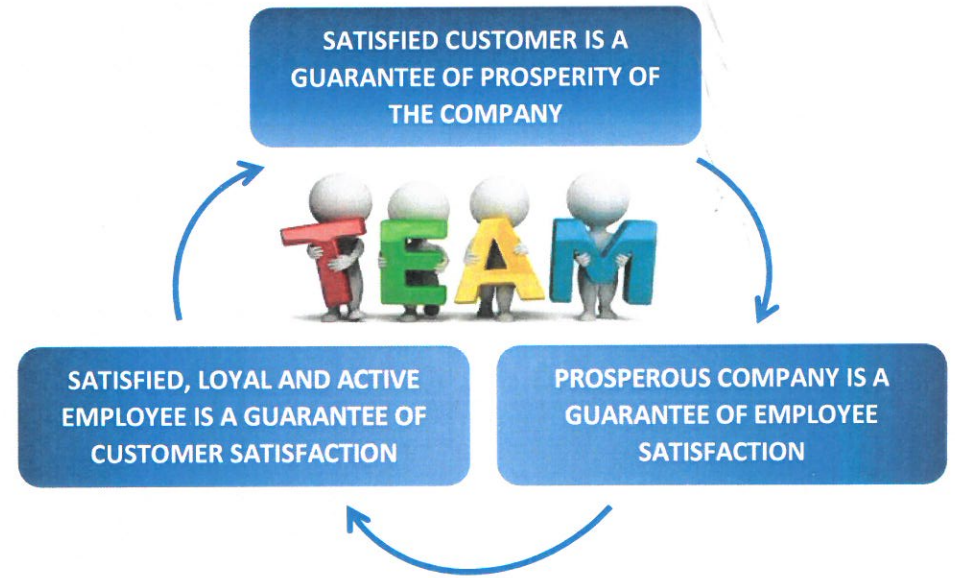 SATISFIED CUSTOMER IS A
GUARANTEE OF PROSPERITY OF
THE COMPANY
TEAM
SATISFIED, LOYAL AND ACTIVE
EMPLOYEE IS A GUARANTEE OF
CUSTOMER SATISFACTION
PROSPEROUS COMPANY IS A
GUARANTEE OF EMPLOYEE
SATISFACTION